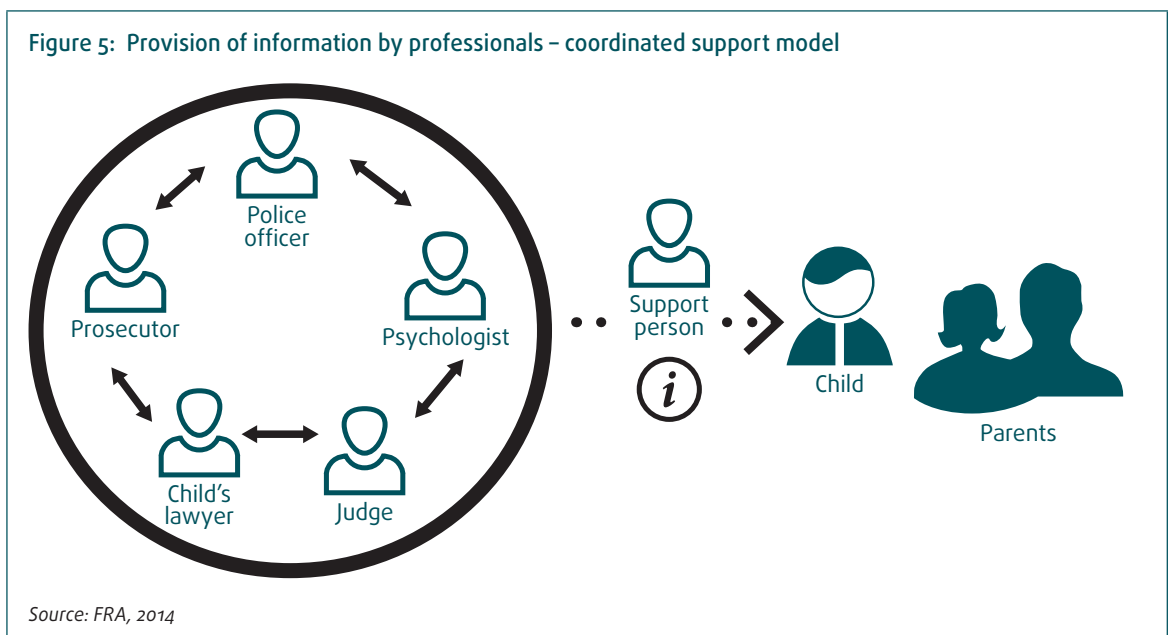 Figure 5: Provision of information by professionals – coordinated support model
Police
officer
Prosecutor
Psychologist
Child's
lawyer
Judge
Support
person
i
Child
Parents
Source: FRA, 2014